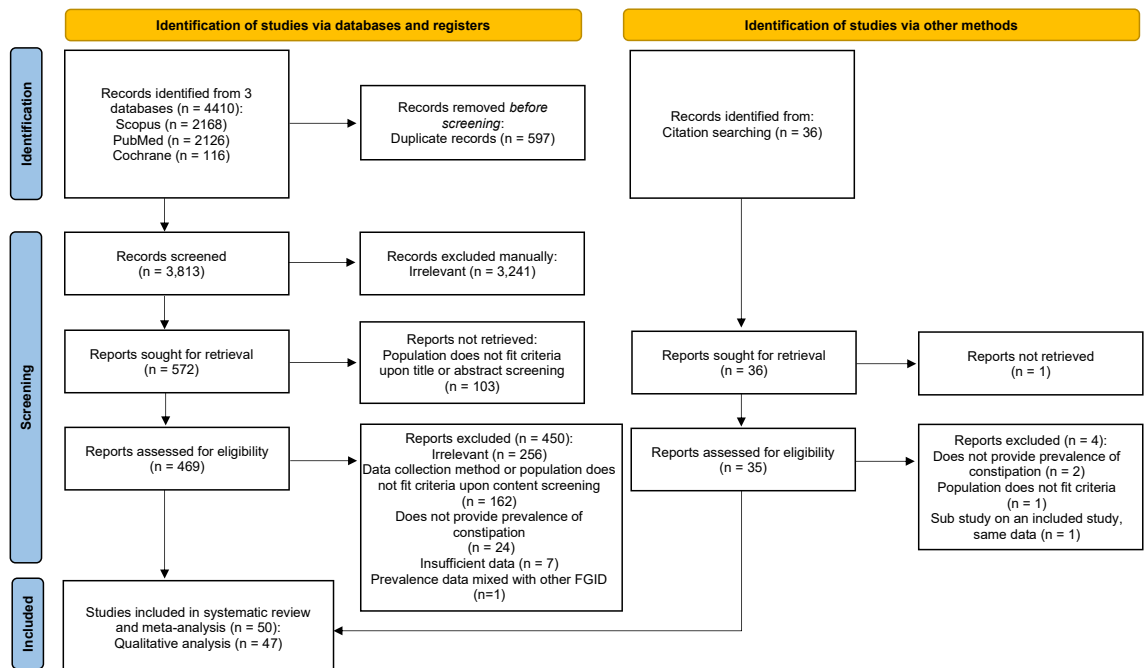 Identification of studies via databases and registers
Identification of studies via other methods
Identification
Records identified from 3
databases (n = 4410):
Scopus = 2168)
PubMed = 2126)
Cochrane (n = 116)
Records removed before
screening:
Duplicate records (n = 597)
Records identified from:
Citation searching (n = 36)
Screening
Records screened
(n = 3,813)
Records excluded manually:
Irrelevant (n = 3,241)
Reports sought for retrieval
(n = 572)
Reports not retrieved:
Population does not fit criteria
upon title or abstract screening
(n = 103)
Reports sought for retrieval
(n = 36)
Reports not retrieved
(n = 1)
Reports assessed for eligibility
(n = 469)
Reports excluded (n = 450):
Irrelevant (n = 256)
Data collection method or population does
not fit criteria upon content screening
(n = 162)
Does not provide prevalence of
constipation
(n = 24)
Insufficient data (n = 7)
Prevalence data mixed with other FGID
(n=1)
Reports assessed for eligibility
(n = 35)
Reports excluded (n = 4):
Does not provide prevalence of
constipation (n = 2)
Population does not fit criteria
(n = 1)
Sub study on an included study,
same data (n = 1)
Included
Studies included in systematic review
and meta-analysis (n = 50):
Qualitative analysis (n = 47)